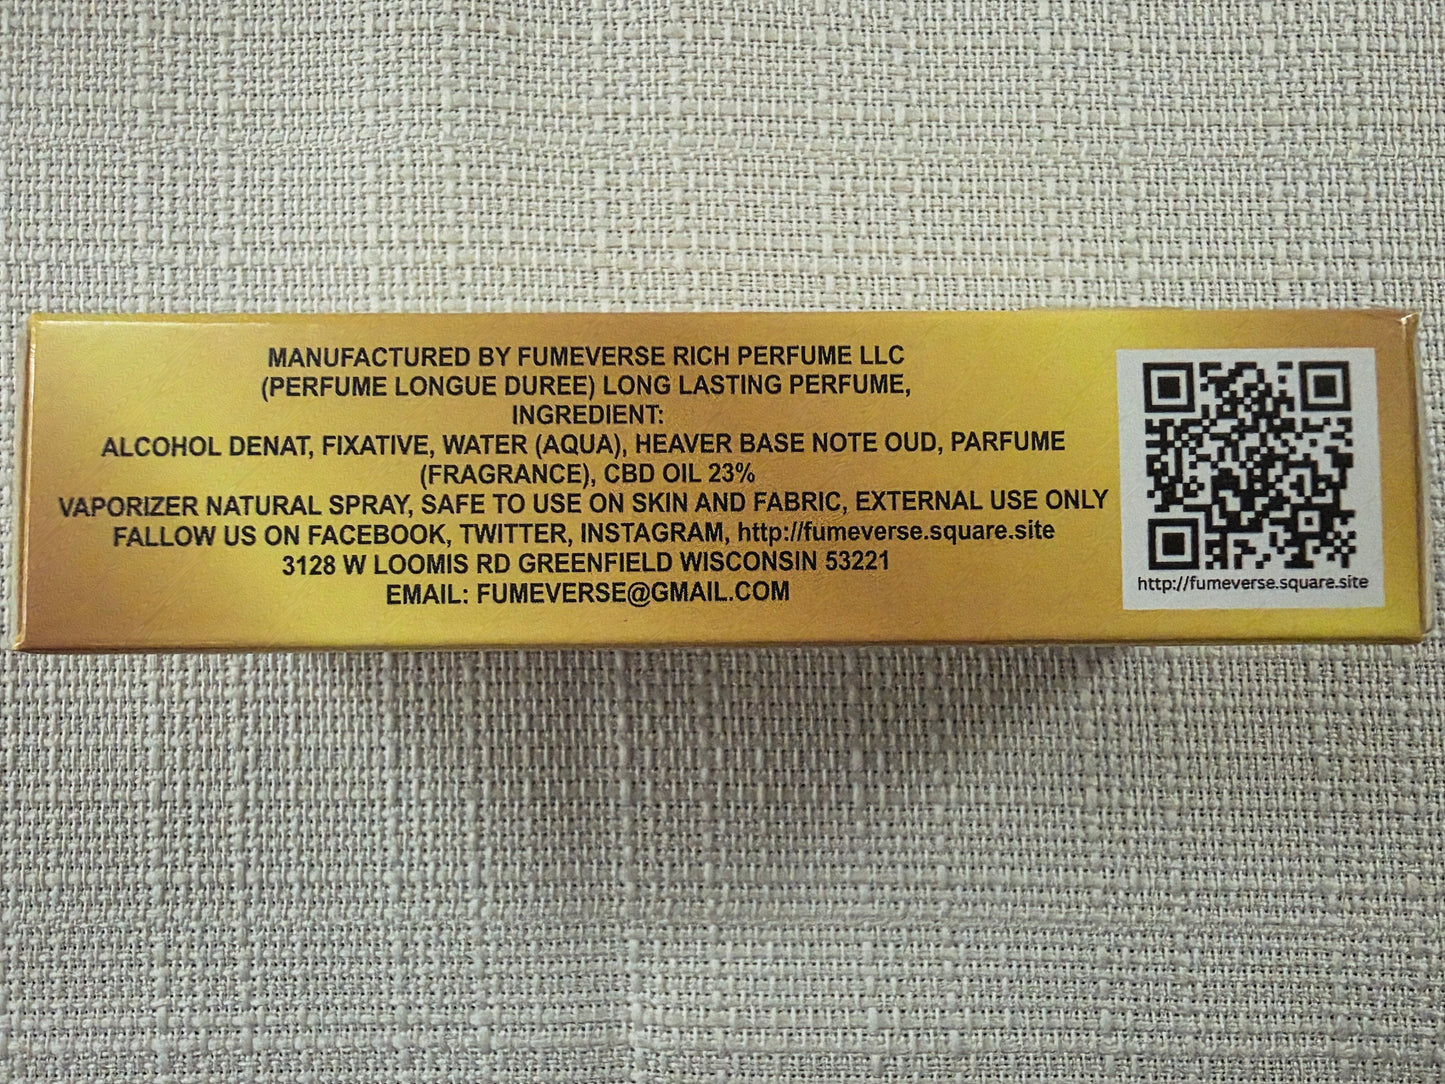 MANUFACTURED BY FUMEVERSE RICH PERFUME LLC
(PERFUME LONGUE DUREE) LONG LASTING PERFUME,
INGREDIENT:
ALCOHOL DENAT, FIXATIVE, WATER (AQUA), HEAVER BASE NOTE OUD, PARFUME
(FRAGRANCE), CBD OIL 23%
VAPORIZER NATURAL SPRAY, SAFE TO USE ON SKIN AND FABRIC, EXTERNAL USE ONLY
FALLOW US ON FACEBOOK, TWITTER, INSTAGRAM, http://fumeverse.square.site
3128 W LOOMIS RD GREENFIELD WISCONSIN 53221
EMAIL: FUMEVERSE@GMAIL.COM
http://fumeverse.square.site